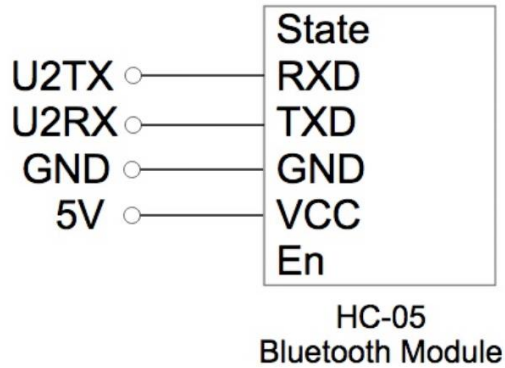 State
U2TX RXD
U2RX TXD
GND GND
5V VCC
En
HC-05
Bluetooth Module